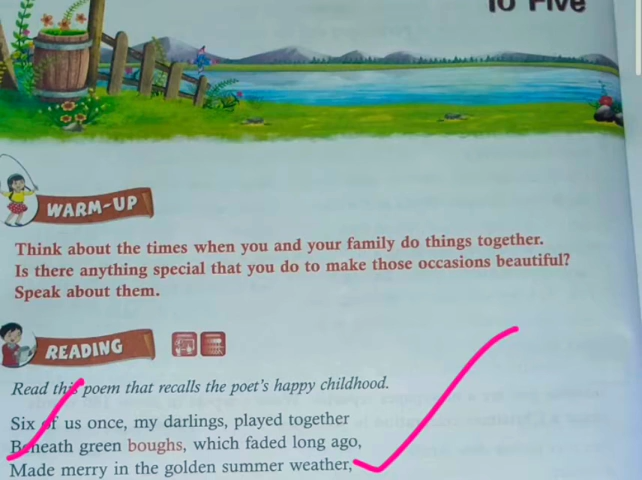 to Five
WARM-UP
Think about the times when you and your family do things together.
Is there anything special that you do to make those occasions beautiful?
Speak about them.
READING
Read this poem that recalls the poet's happy childhood.
Six of us once, my darlings, played together
Beneath green boughs, which faded long ago,
Made merry in the golden summer weather,